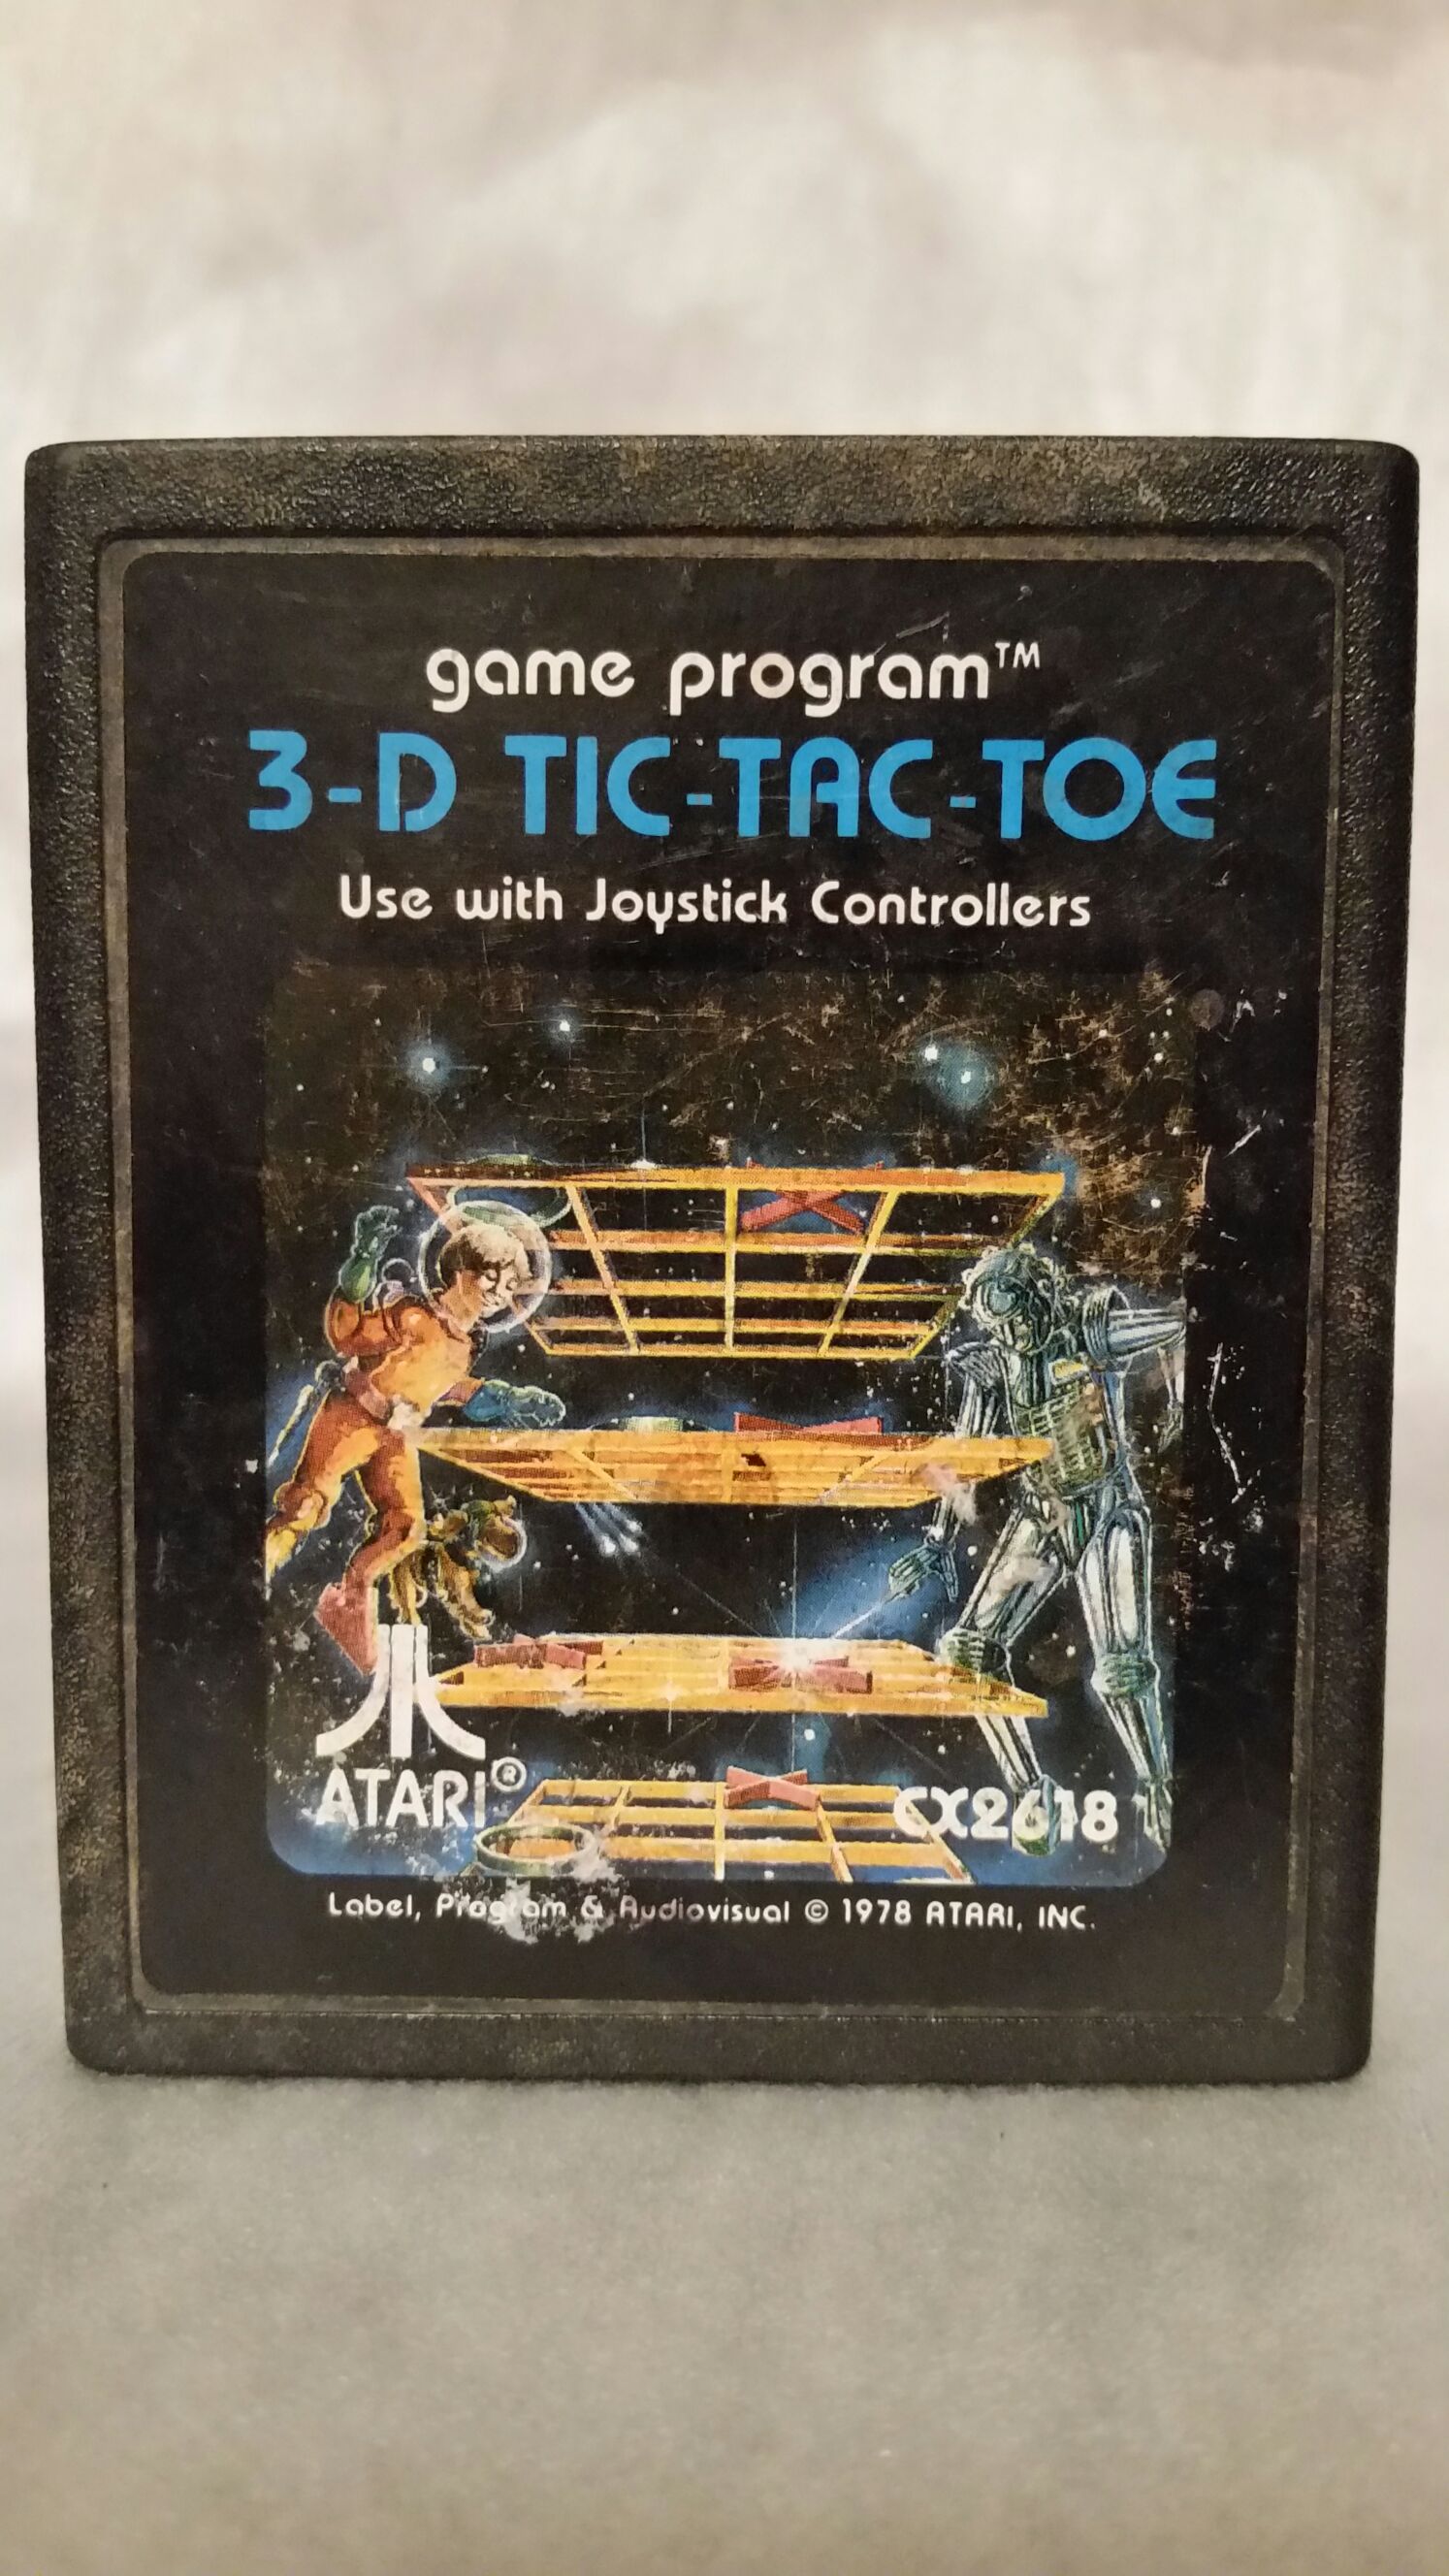 game program™
3-D TIC-TAC-TOE
Use with Joystick Controllers
ATARI®
CX2618
Label, Program & Audiovisual © 1978 ATARI, INC.